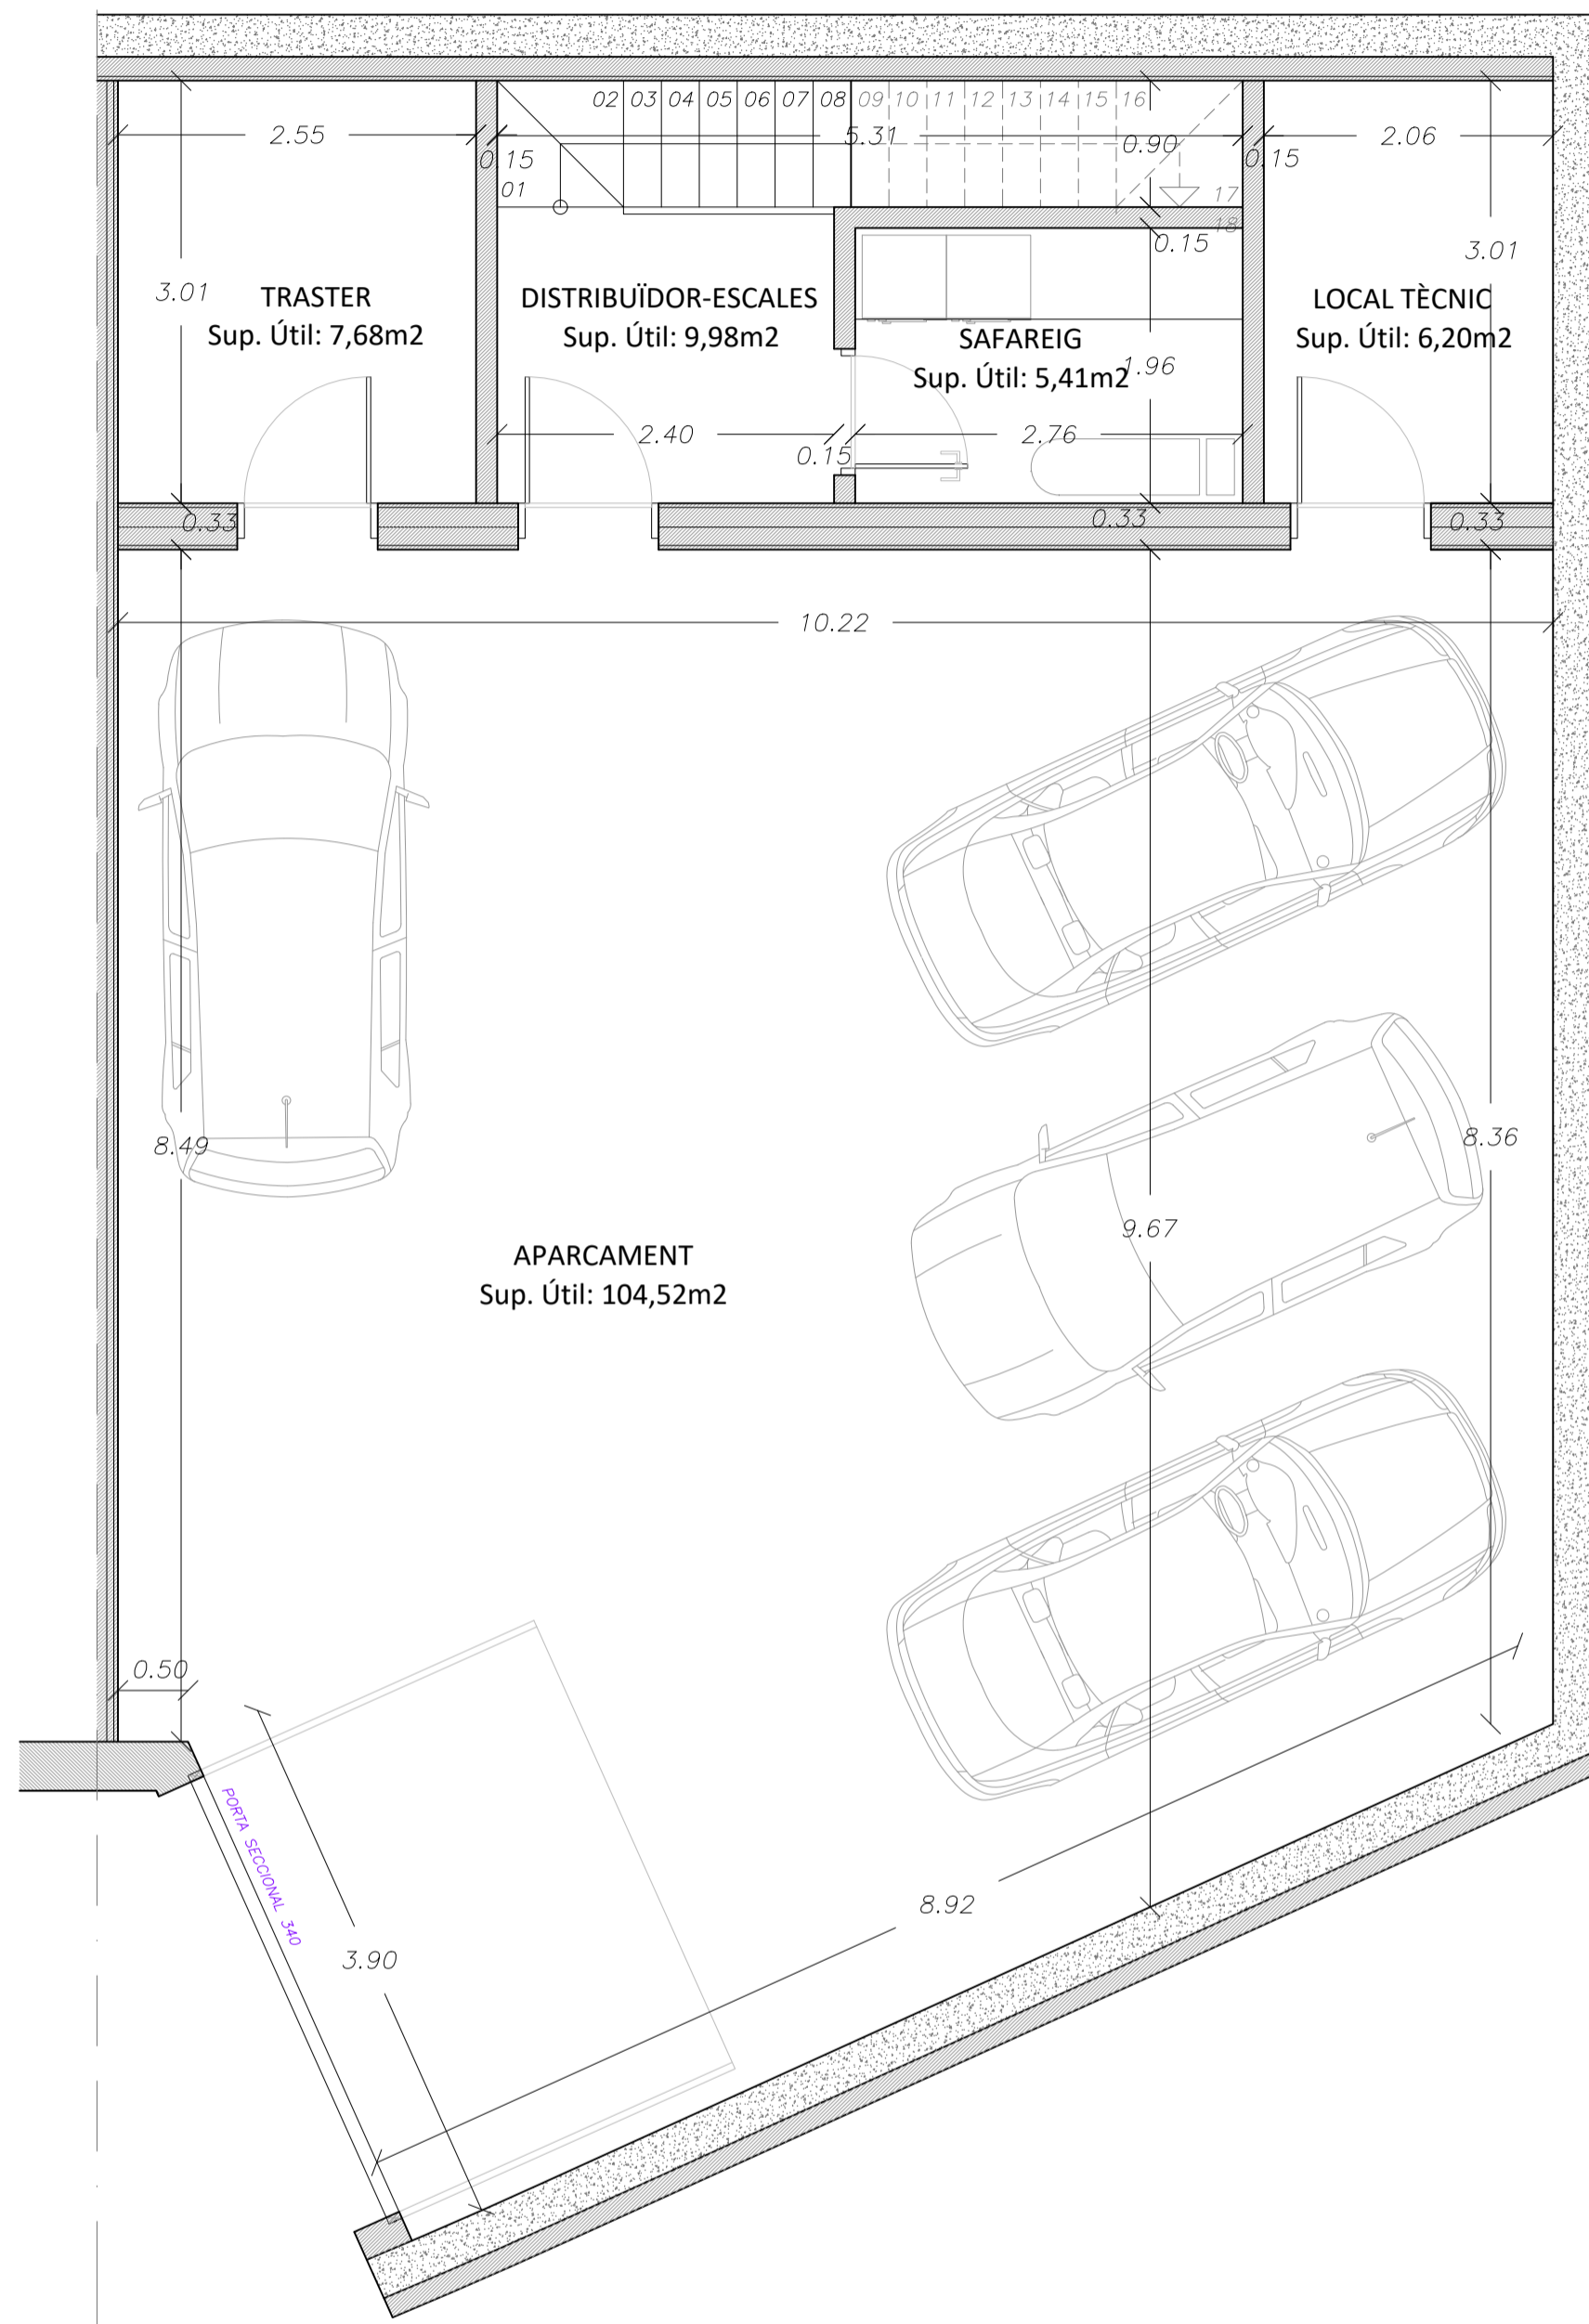 02 03 04 05 06 07 08 09 10 11 12 13 14 15 16
2.55
5.31
0.90
2.06
0.15
0.15
01
17
18
0.15
3.01
3.01
TRASTER
Sup. Útil: 7,68m2
DISTRIBUÏDOR-ESCALES
Sup. Útil: 9,98m2
SAFAREIG
Sup. Útil: 5,41m2
1.96
LOCAL TÈCNIC
Sup. Útil: 6,20m2
2.40
0.15
2.76
0.33
0.33
0.33
10.22
8.49
8.36
9.67
APARCAMENT
Sup. Útil: 104,52m2
0.50
PORTA SECCIONAL 340
3.90
8.92